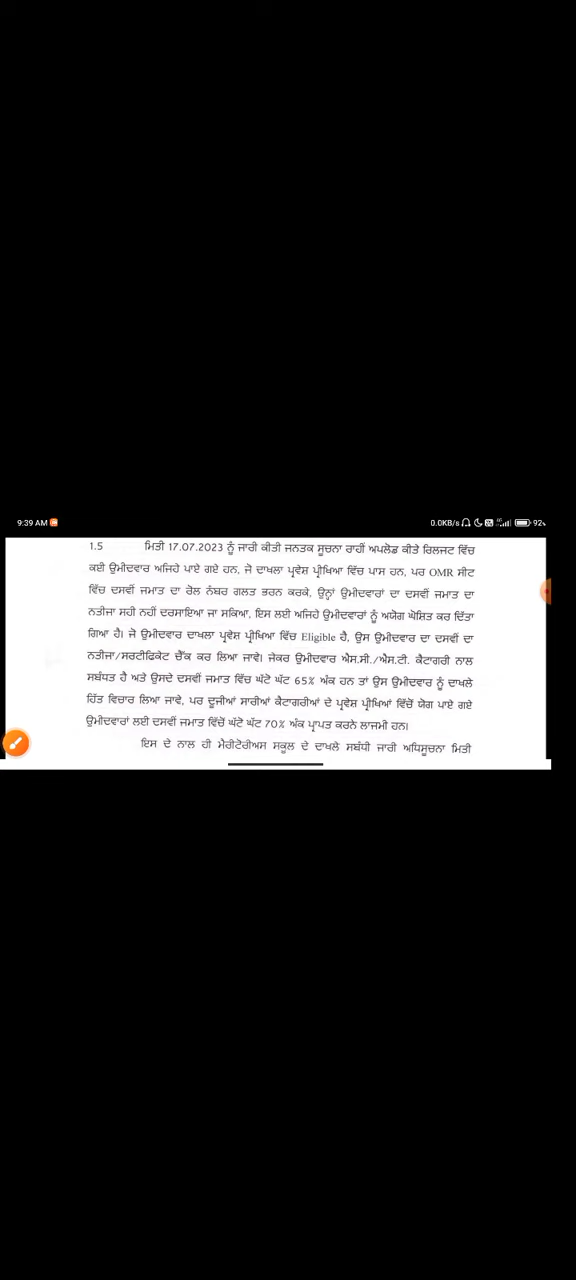 9:39 AM
0.0KB/s 4G 92%
1.5 ਮਿਤੀ 17.07.2023 ਨੂੰ ਜਾਰੀ ਕੀਤੀ ਜਨਤਕ ਸੂਚਨਾ ਰਾਹੀਂ ਅਪਲੋਡ ਕੀਤੇ ਰਿਲਜਟ ਵਿੱਚ
ਕਈ ਉਮੀਦਵਾਰ ਅਜਿਹੇ ਪਾਏ ਗਏ ਹਨ, ਜੋ ਦਾਖਲਾ ਪ੍ਰਵੇਸ਼ ਪ੍ਰੀਖਿਆ ਵਿੱਚ ਪਾਸ ਹਨ, ਪਰ OMR ਸੀਟ
ਵਿੱਚ ਦਸਵੀਂ ਜਮਾਤ ਦਾ ਰੋਲ ਨੰਬਰ ਗਲਤ ਭਰਨ ਕਰਕੇ, ਉਨ੍ਹਾਂ ਉਮੀਦਵਾਰਾਂ ਦਾ ਦਸਵੀਂ ਜਮਾਤ ਦਾ
ਨਤੀਜਾ ਸਹੀ ਨਹੀਂ ਦਰਸਾਇਆ ਜਾ ਸਕਿਆ, ਇਸ ਲਈ ਅਜਿਹੇ ਉਮੀਦਵਾਰਾਂ ਨੂੰ ਅਯੋਗ ਘੋਸ਼ਿਤ ਕਰ ਦਿੱਤਾ
ਗਿਆ ਹੈ। ਜੋ ਉਮੀਦਵਾਰ ਦਾਖਲਾ ਪ੍ਰਵੇਸ਼ ਪ੍ਰੀਖਿਆ ਵਿੱਚ Eligible ਹੈ, ਉਸ ਉਮੀਦਵਾਰ ਦਾ ਦਸਵੀਂ ਦਾ
ਨਤੀਜਾ/ਸਰਟੀਫਿਕੇਟ ਚੈੱਕ ਕਰ ਲਿਆ ਜਾਵੇ। ਜੇਕਰ ਉਮੀਦਵਾਰ ਐਸ.ਸੀ./ਐਸ.ਟੀ. ਕੈਟਾਗਰੀ ਨਾਲ
ਸਬੰਧਤ ਹੈ ਅਤੇ ਉਸਦੇ ਦਸਵੀਂ ਜਮਾਤ ਵਿੱਚ ਘੱਟੋ ਘੱਟ 65% ਅੰਕ ਹਨ ਤਾਂ ਉਸ ਉਮੀਦਵਾਰ ਨੂੰ ਦਾਖਲੇ
ਹਿੱਤ ਵਿਚਾਰ ਲਿਆ ਜਾਵੇ, ਪਰ ਦੂਜੀਆਂ ਸਾਰੀਆਂ ਕੈਟਾਗਰੀਆਂ ਦੇ ਪ੍ਰਵੇਸ਼ ਪ੍ਰੀਖਿਆਂ ਵਿੱਚੋਂ ਯੋਗ ਪਾਏ ਗਏ
ਉਮੀਦਵਾਰਾਂ ਲਈ ਦਸਵੀਂ ਜਮਾਤ ਵਿੱਚੋਂ ਘੱਟੋ ਘੱਟ 70% ਅੰਕ ਪ੍ਰਾਪਤ ਕਰਨੇ ਲਾਜਮੀ ਹਨ।
ਇਸ ਦੇ ਨਾਲ ਹੀ ਮੈਰੀਟੋਰੀਅਸ ਸਕੂਲ ਦੇ ਦਾਖਲੇ ਸਬੰਧੀ ਜਾਰੀ ਅਧਿਸੂਚਨਾ ਮਿਤੀ